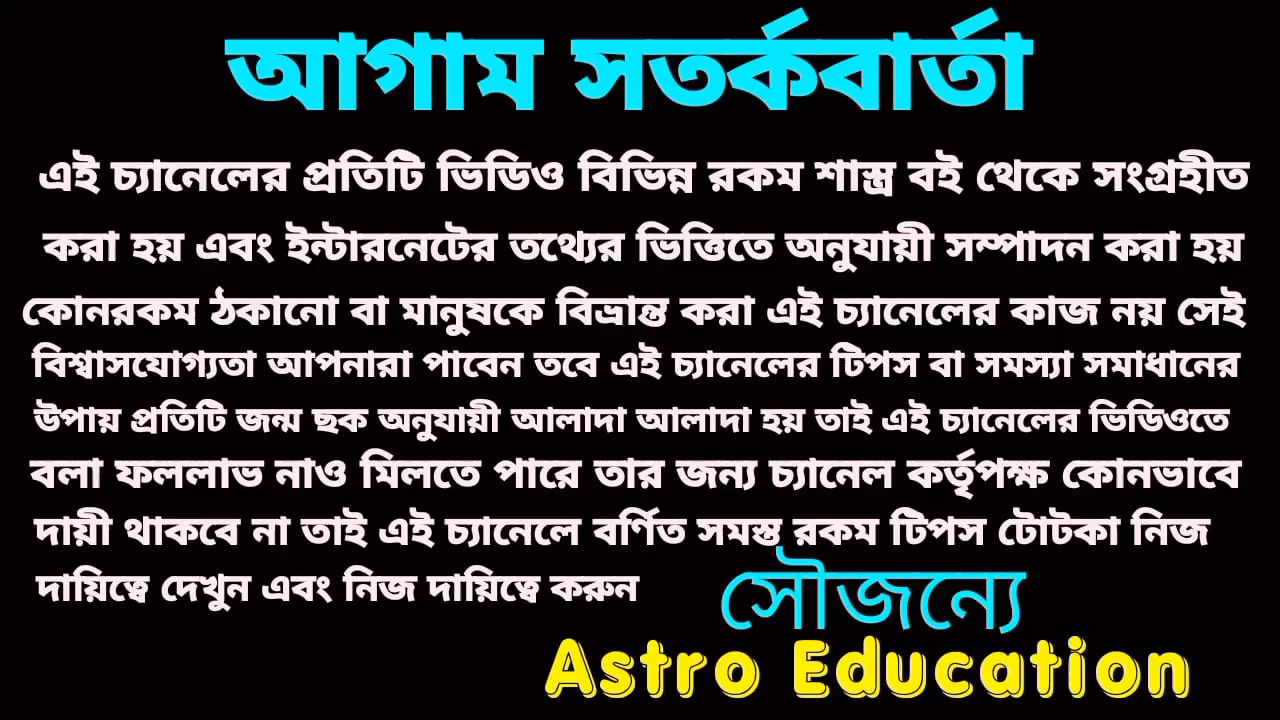 আগাম সতর্কবার্তা
এই চ্যানেলের প্রতিটি ভিডিও বিভিন্ন রকম শাস্ত্র বই থেকে সংগ্রহীত
করা হয় এবং ইন্টারনেটের তথ্যের ভিত্তিতে অনুযায়ী সম্পাদন করা হয়
কোনরকম ঠকানো বা মানুষকে বিভ্রান্ত করা এই চ্যানেলের কাজ নয় সেই
বিশ্বাসযোগ্যতা আপনারা পাবেন তবে এই চ্যানেলের টিপস বা সমস্যা সমাধানের
উপায় প্রতিটি জন্ম ছক অনুযায়ী আলাদা আলাদা হয় তাই এই চ্যানেলের ভিডিওতে
বলা ফললাভ নাও মিলতে পারে তার জন্য চ্যানেল কর্তৃপক্ষ কোনভাবে
দায়ী থাকবে না তাই এই চ্যানেলে বর্ণিত সমস্ত রকম টিপস টোটকা নিজ
দায়িত্বে দেখুন এবং নিজ দায়িত্বে করুন
সৌজন্যে
Astro Education